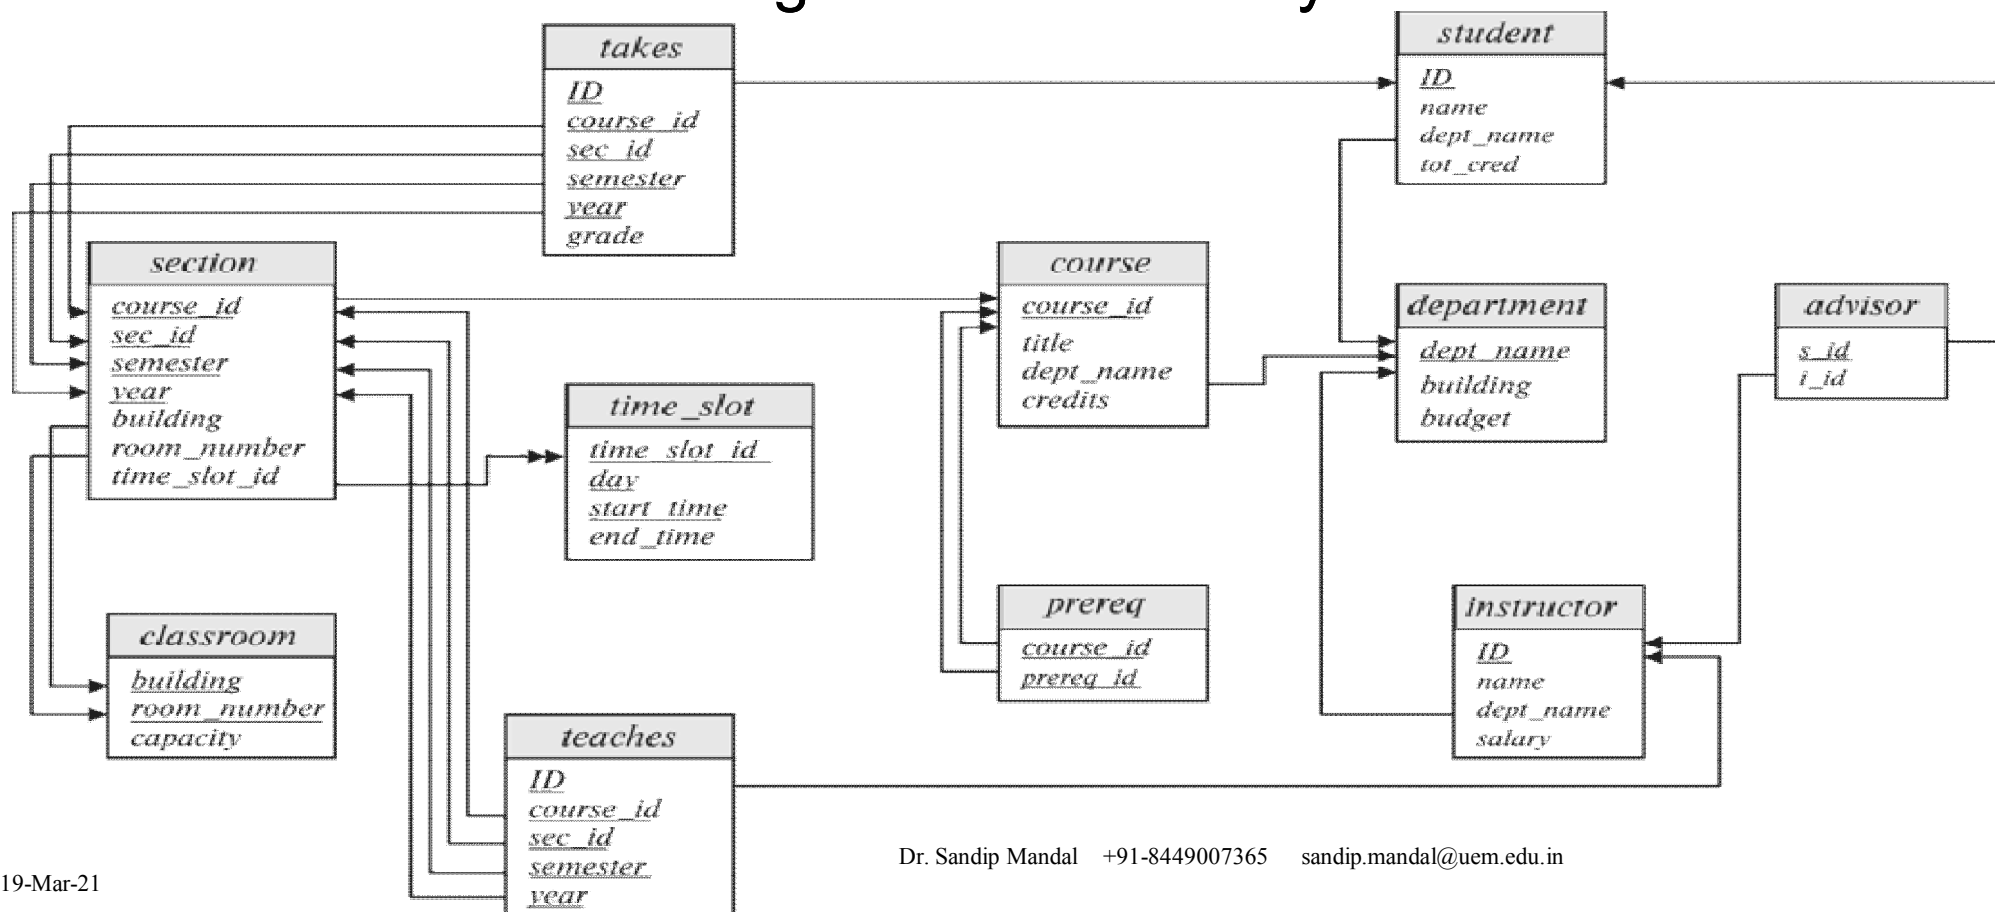 takes
ID
course_id
sec_id
semester
year
grade
student
ID
name
dept_name
tot_cred
section
course_id
sec_id
semester
year
building
room_number
time_slot_id
course
course_id
title
dept_name
credits
department
dept_name
building
budget
advisor
s_id
i_id
time_slot
time_slot_id
day
start_time
end_time
classroom
building
room_number
capacity
prereq
course_id
prereq_id
instructor
ID
name
dept_name
salary
teaches
ID
course_id
sec_id
semester
year
Dr. Sandip Mandal +91-8449007365 sandip.mandal@uem.edu.in
19-Mar-21